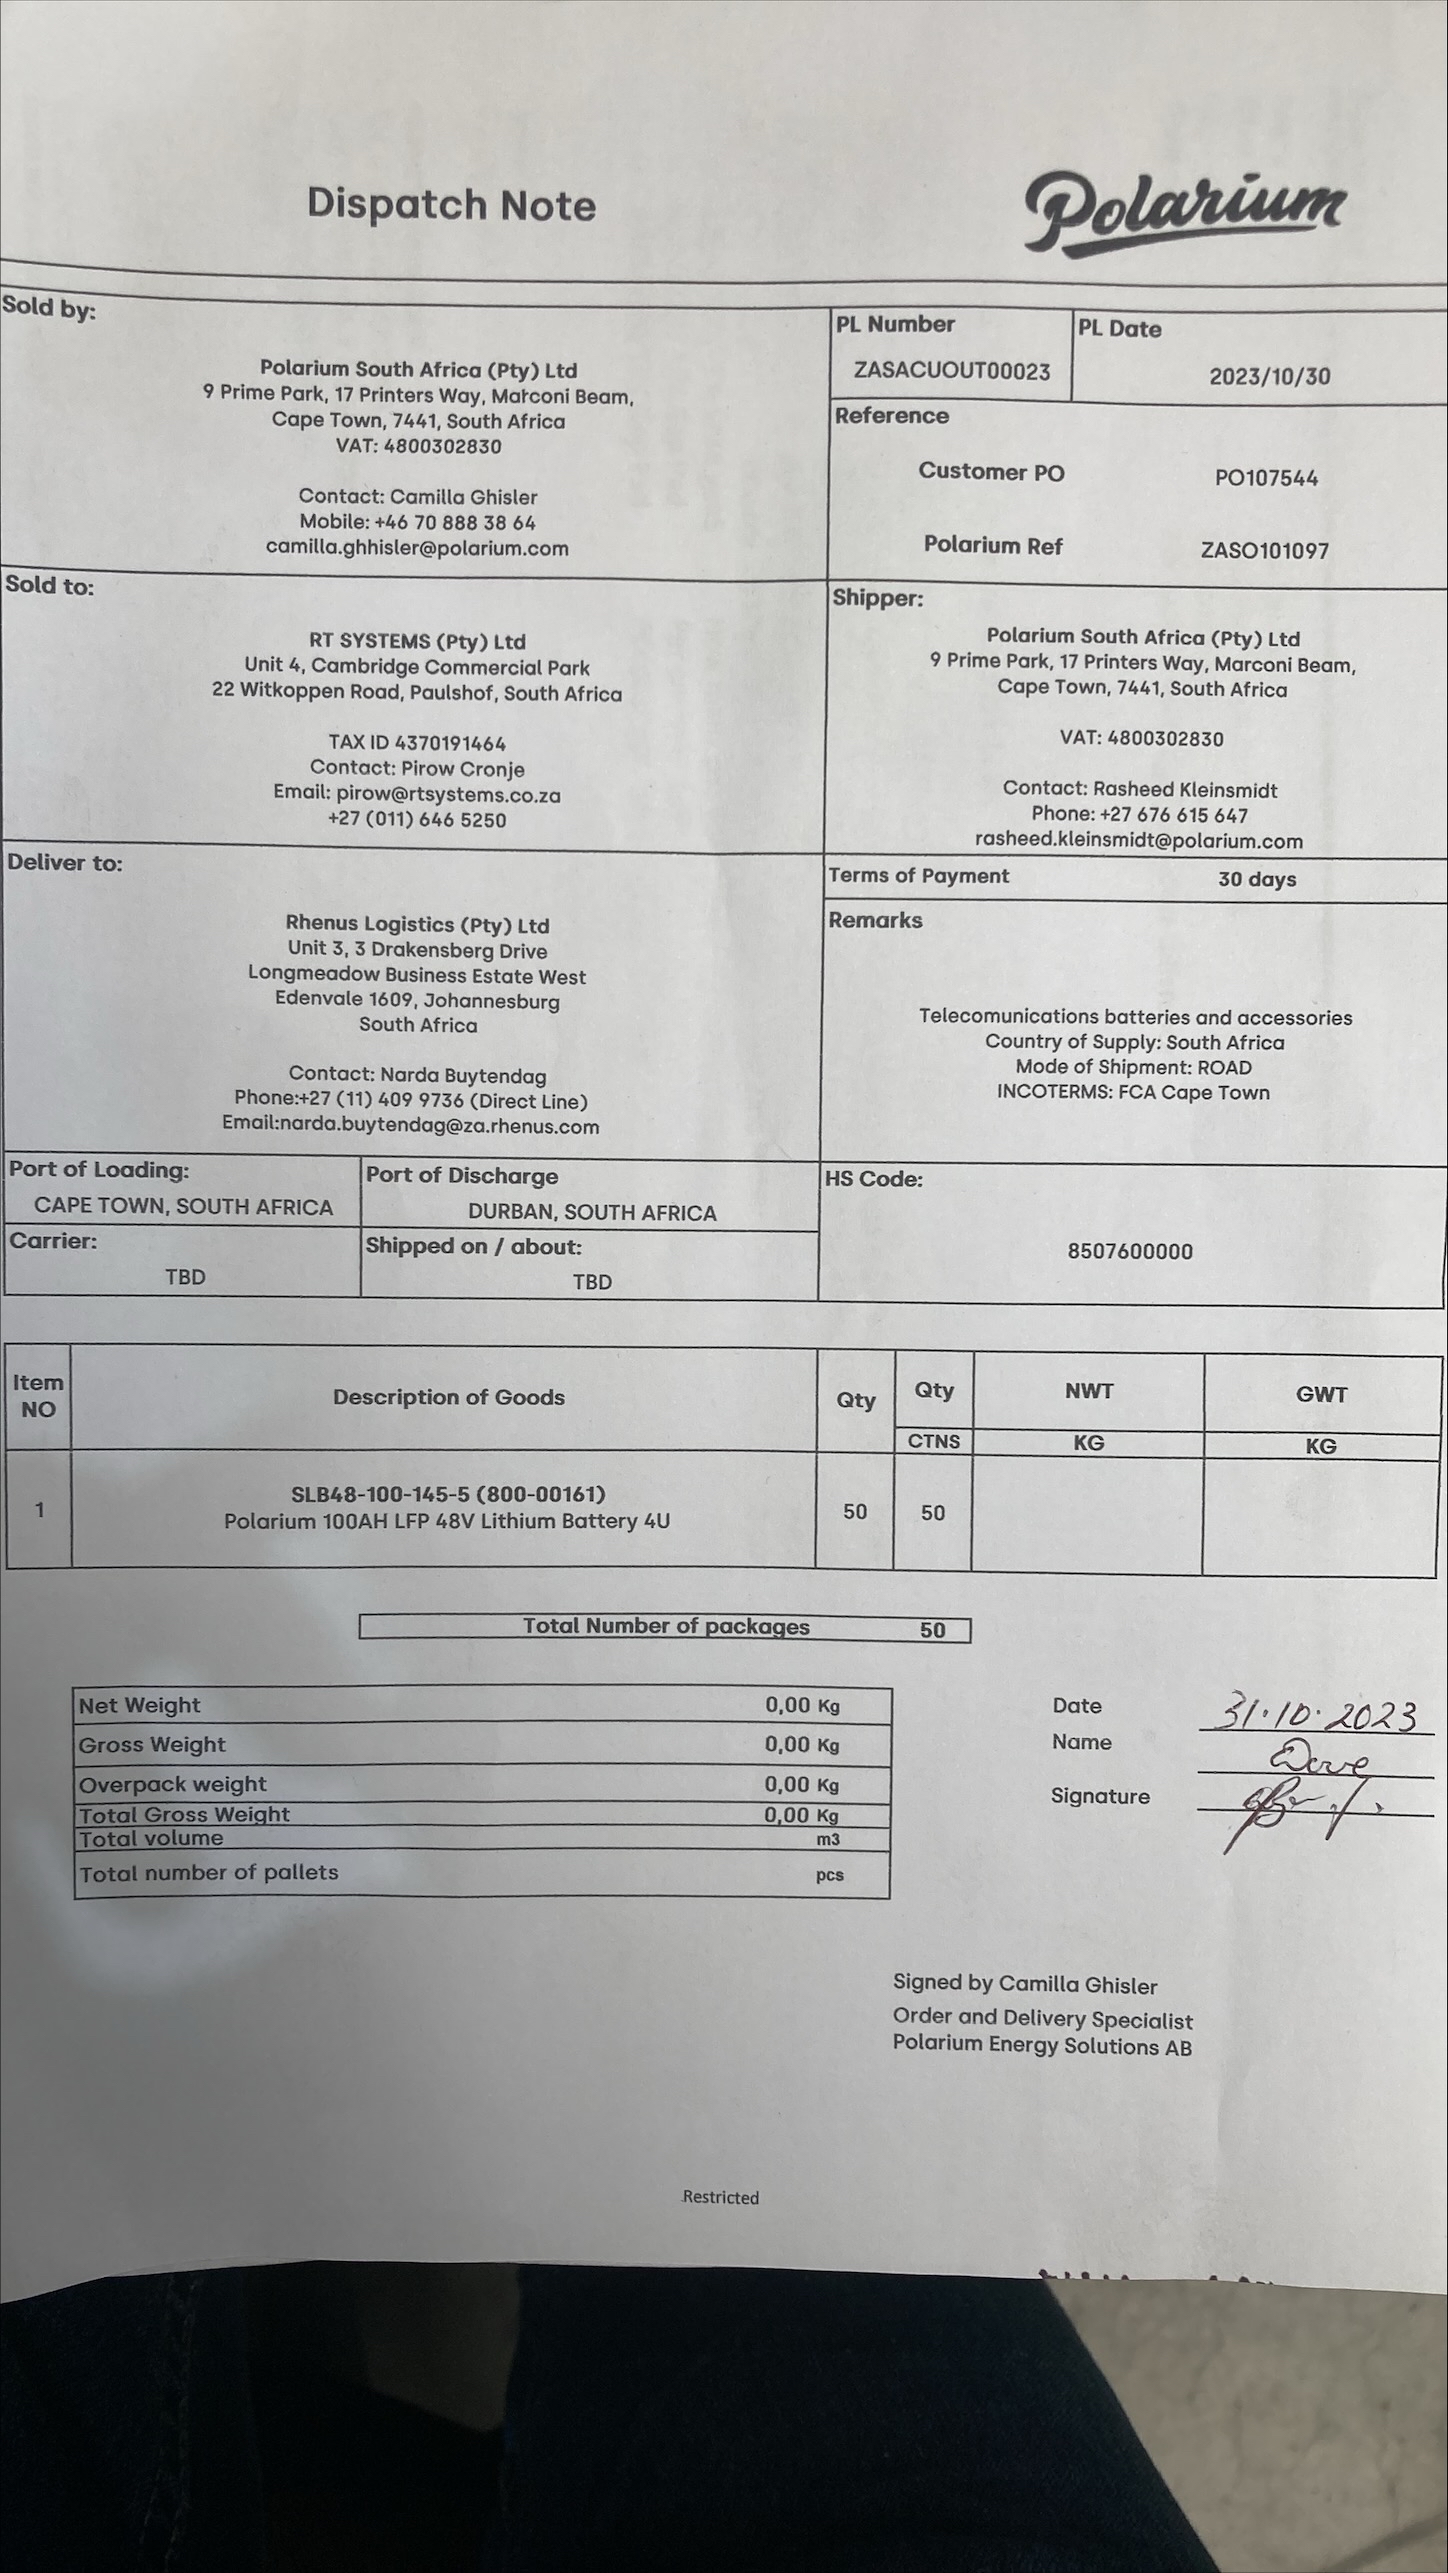 Dispatch Note
Polarium
Sold by:
Polarium South Africa (Pty) Ltd
9 Prime Park, 17 Printers Way, Marconi Beam,
Cape Town, 7441, South Africa
VAT: 4800302830
Contact: Camilla Ghisler
Mobile: +46 70 888 38 64
camilla.ghhisler@polarium.com
PL Number
ZASACUOUT00023
PL Date
2023/10/30
Reference
Customer PO PO107544
Polarium Ref ZASO101097
Sold to:
RT SYSTEMS (Pty) Ltd
Unit 4, Cambridge Commercial Park
22 Witkoppen Road, Paulshof, South Africa
TAX ID 4370191464
Contact: Pirow Cronje
Email: pirow@rtsystems.co.za
+27 (011) 646 5250
Shipper:
Polarium South Africa (Pty) Ltd
9 Prime Park, 17 Printers Way, Marconi Beam,
Cape Town, 7441, South Africa
VAT: 4800302830
Contact: Rasheed Kleinsmidt
Phone: +27 676 615 647
rasheed.kleinsmidt@polarium.com
Deliver to:
Rhenus Logistics (Pty) Ltd
Unit 3, 3 Drakensberg Drive
Longmeadow Business Estate West
Edenvale 1609, Johannesburg
South Africa
Contact: Narda Buytendag
Phone:+27 (11) 409 9736 (Direct Line)
Email:narda.buytendag@za.rhenus.com
Terms of Payment 30 days
Remarks
Telecomunications batteries and accessories
Country of Supply: South Africa
Mode of Shipment: ROAD
INCOTERMS: FCA Cape Town
Port of Loading:
CAPE TOWN, SOUTH AFRICA
Port of Discharge
DURBAN, SOUTH AFRICA
HS Code:
8507600000
Carrier:
TBD
Shipped on / about:
TBD
Item NO Description of Goods Qty Qty NWT GWT
CTNS KG KG
1 SLB48-100-145-5 (800-00161) 50 50
Polarium 100AH LFP 48V Lithium Battery 4U
Total Number of packages 50
Net Weight 0,00 Kg
Gross Weight 0,00 Kg
Overpack weight 0,00 Kg
Total Gross Weight 0,00 Kg
Total volume m3
Total number of pallets pcs
Date 31.10.2023
Name Dave
Signature
Signed by Camilla Ghisler
Order and Delivery Specialist
Polarium Energy Solutions AB
Restricted